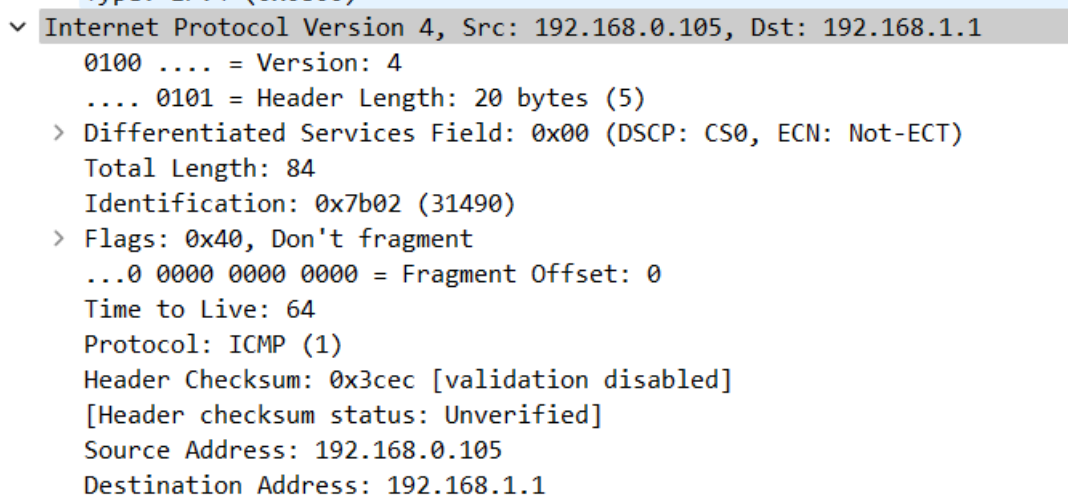 Internet Protocol Version 4, Src: 192.168.0.105, Dst: 192.168.1.1
0100 .... = Version: 4
.... 0101 = Header Length: 20 bytes (5)
Differentiated Services Field: 0x00 (DSCP: CS0, ECN: Not-ECT)
Total Length: 84
Identification: 0x7b02 (31490)
Flags: 0x40, Don't fragment
...0 0000 0000 0000 = Fragment Offset: 0
Time to Live: 64
Protocol: ICMP (1)
Header Checksum: 0x3cec [validation disabled]
[Header checksum status: Unverified]
Source Address: 192.168.0.105
Destination Address: 192.168.1.1